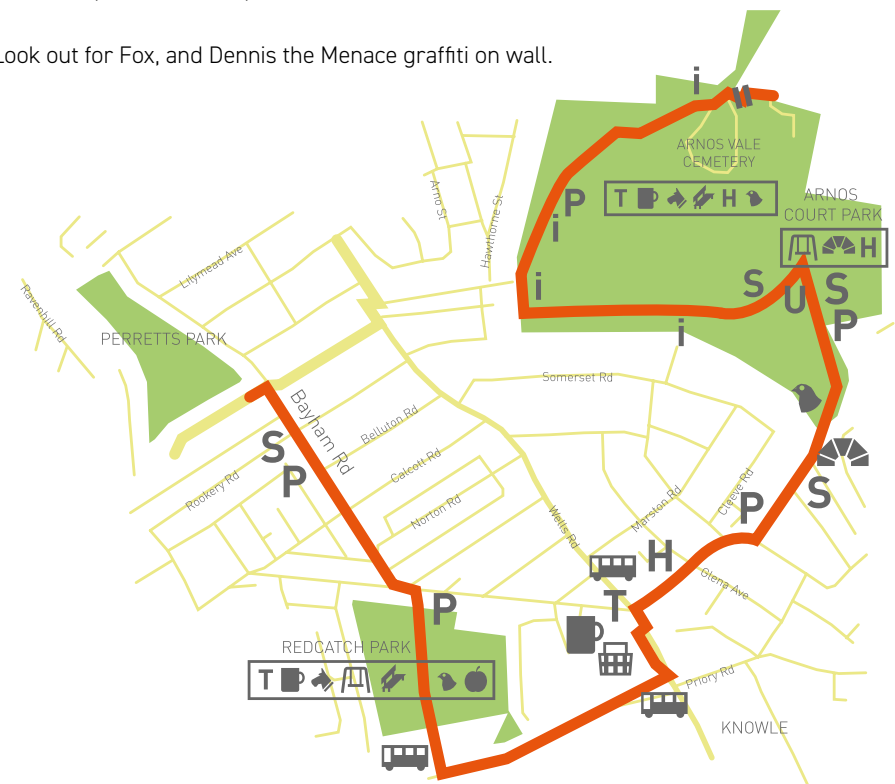 Look out for Fox, and Dennis the Menace graffiti on wall.
i
ARNOS VALE
CEMETERY
P
T H
ARNOS
COURT PARK
H
i
Arno St
Hawthorne St
Lilymead Ave
i
S
U
S
P
Ravenhill Rd
PERRETTS PARK
i
Somerset Rd
Bayham Rd
Belluton Rd
S
P
Calcott Rd
Rookery Rd
Norton Rd
Wells Rd
Marston Rd
Cleeve Rd
P
S
H
Glena Ave
T
P
REDCATCH PARK
T
Priory Rd
KNOWLE